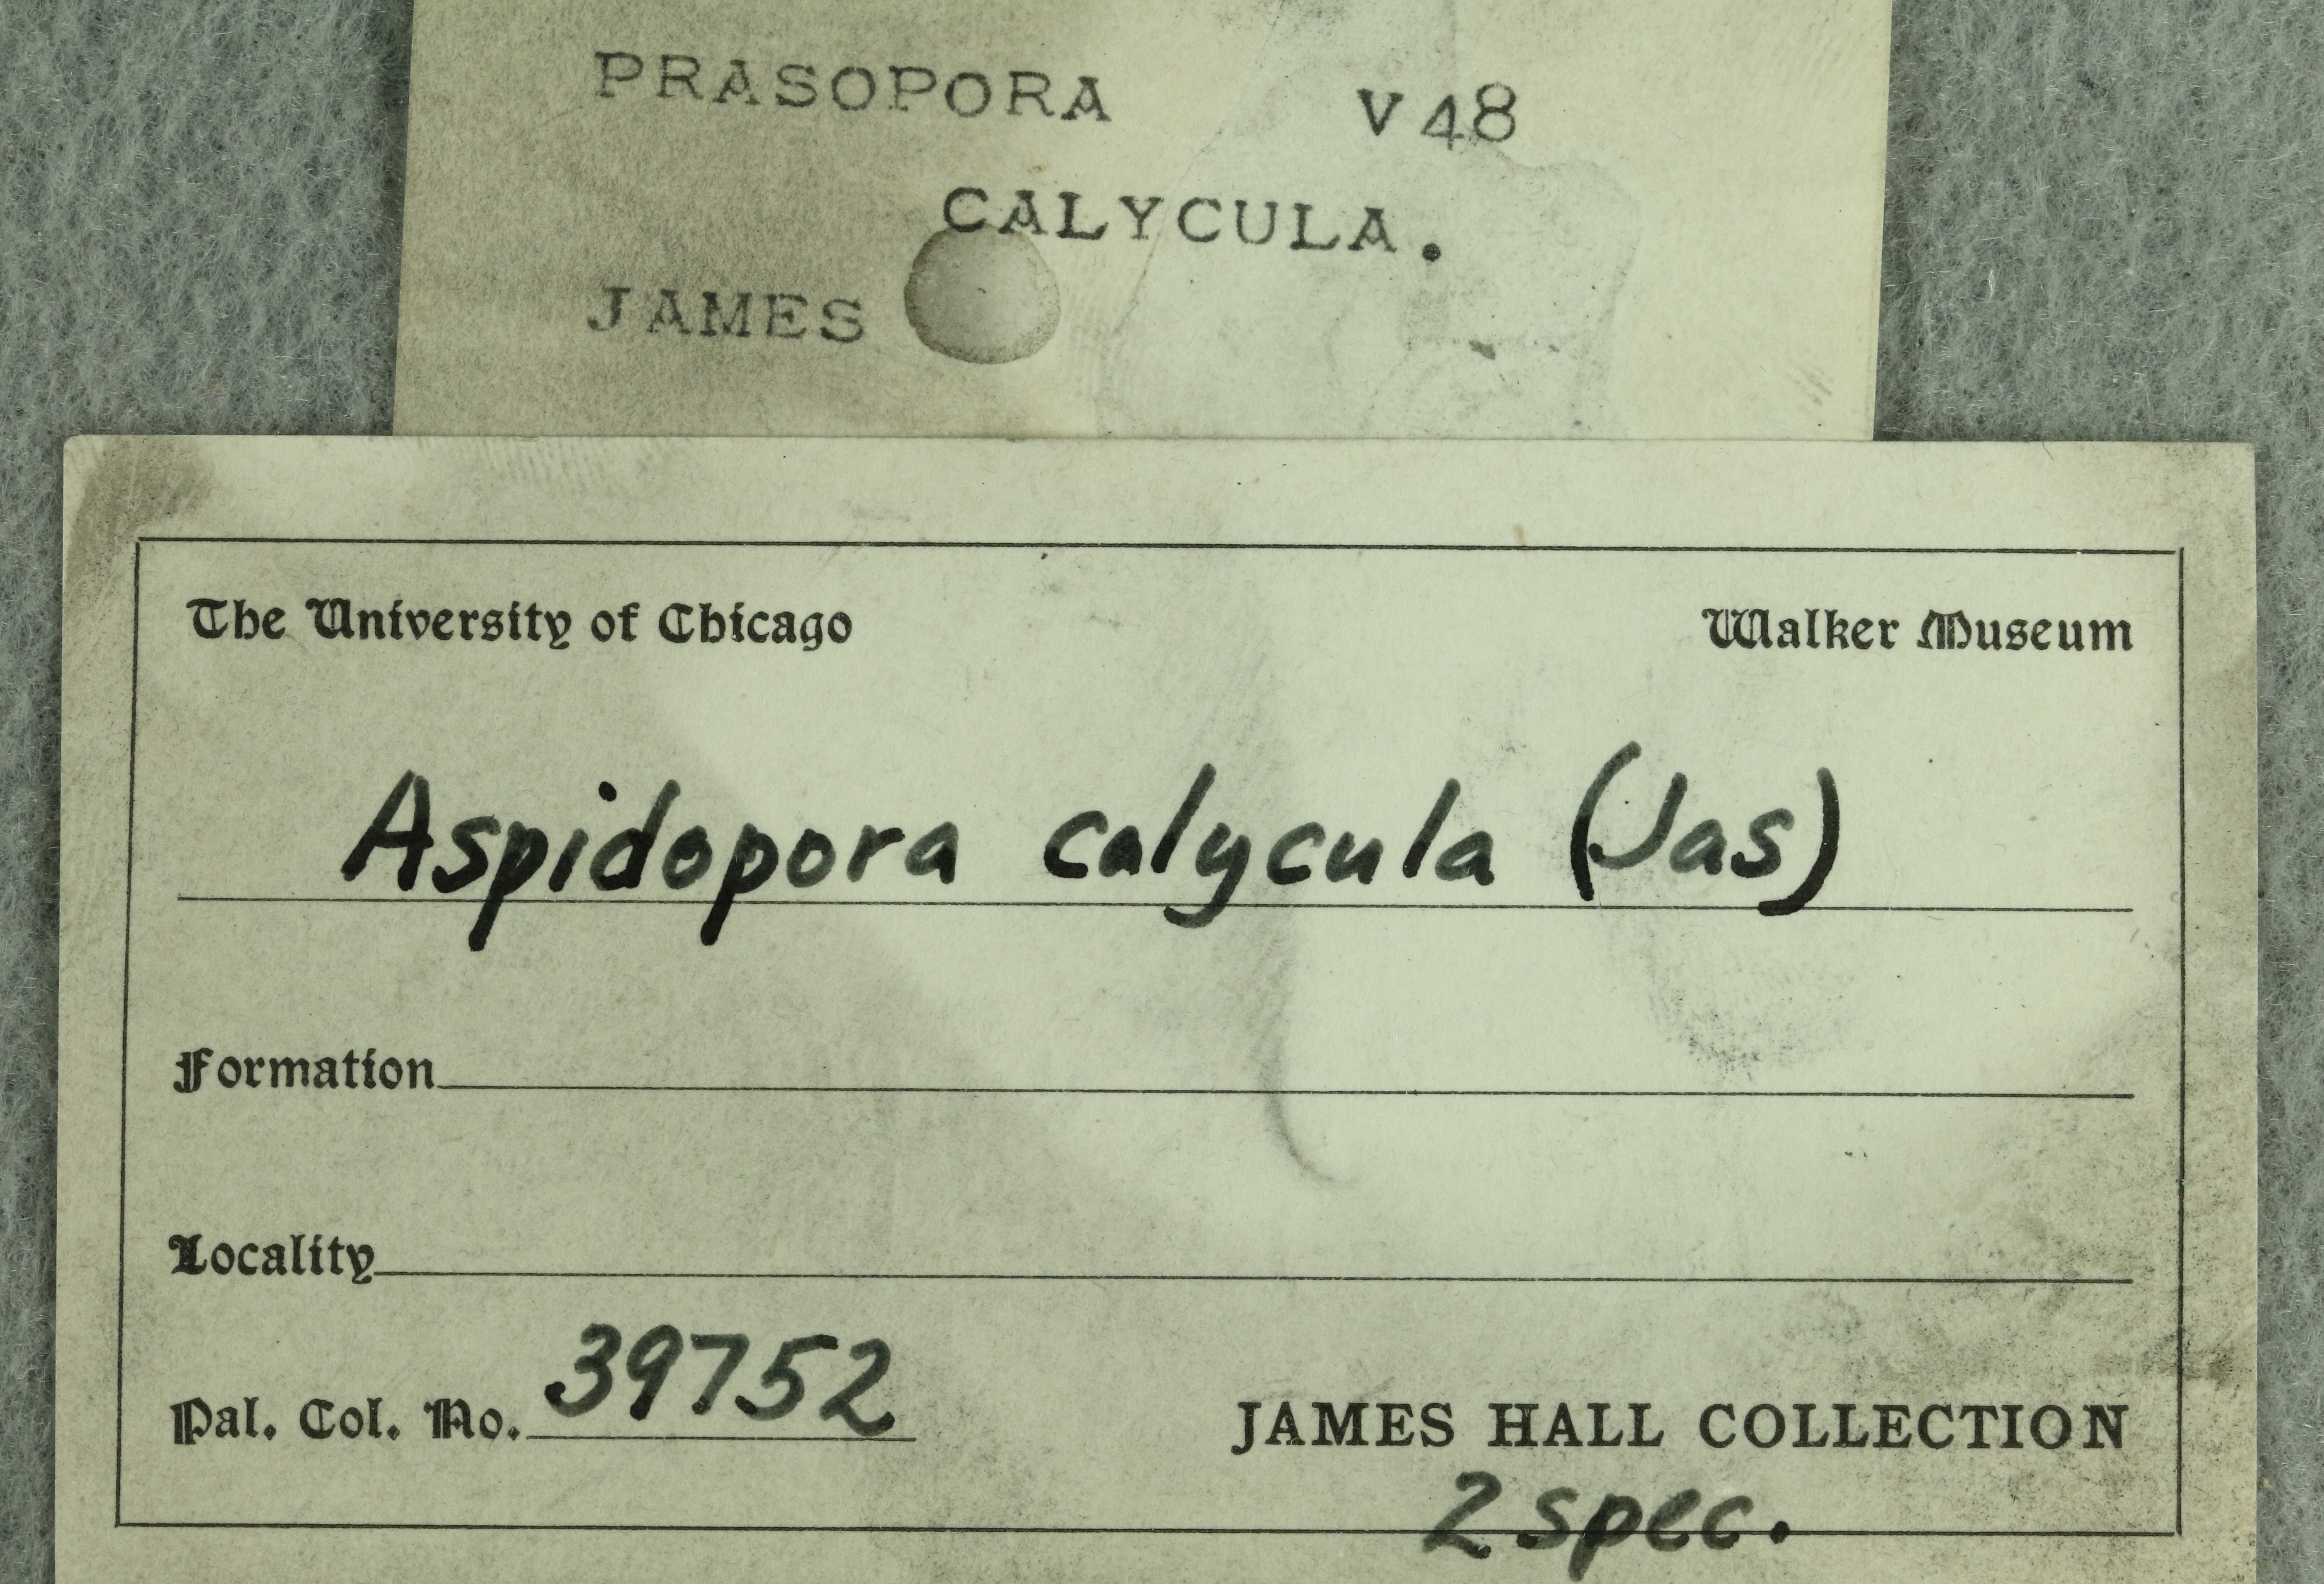 PRASOPORA V48
CALYCULA.
JAMES
The University of Chicago Walker Museum
Aspidopora calycula (Jas)
Formation
Locality
Pal. Col. No. 39752 JAMES HALL COLLECTION
2 spec.